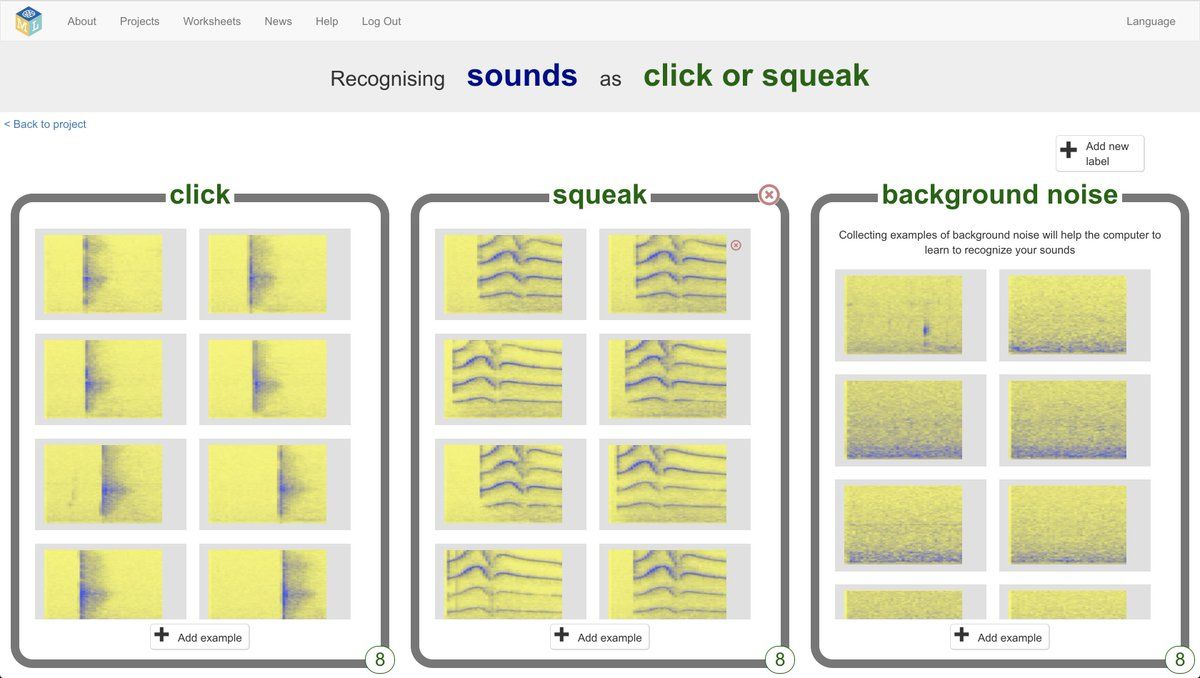 About Projects Worksheets News Help Log Out Language
Recognising sounds as click or squeak
< Back to project
Add new
label
click
squeak
background noise
Collecting examples of background noise will help the computer to
learn to recognize your sounds
Add example
8
Add example
8
Add example
8